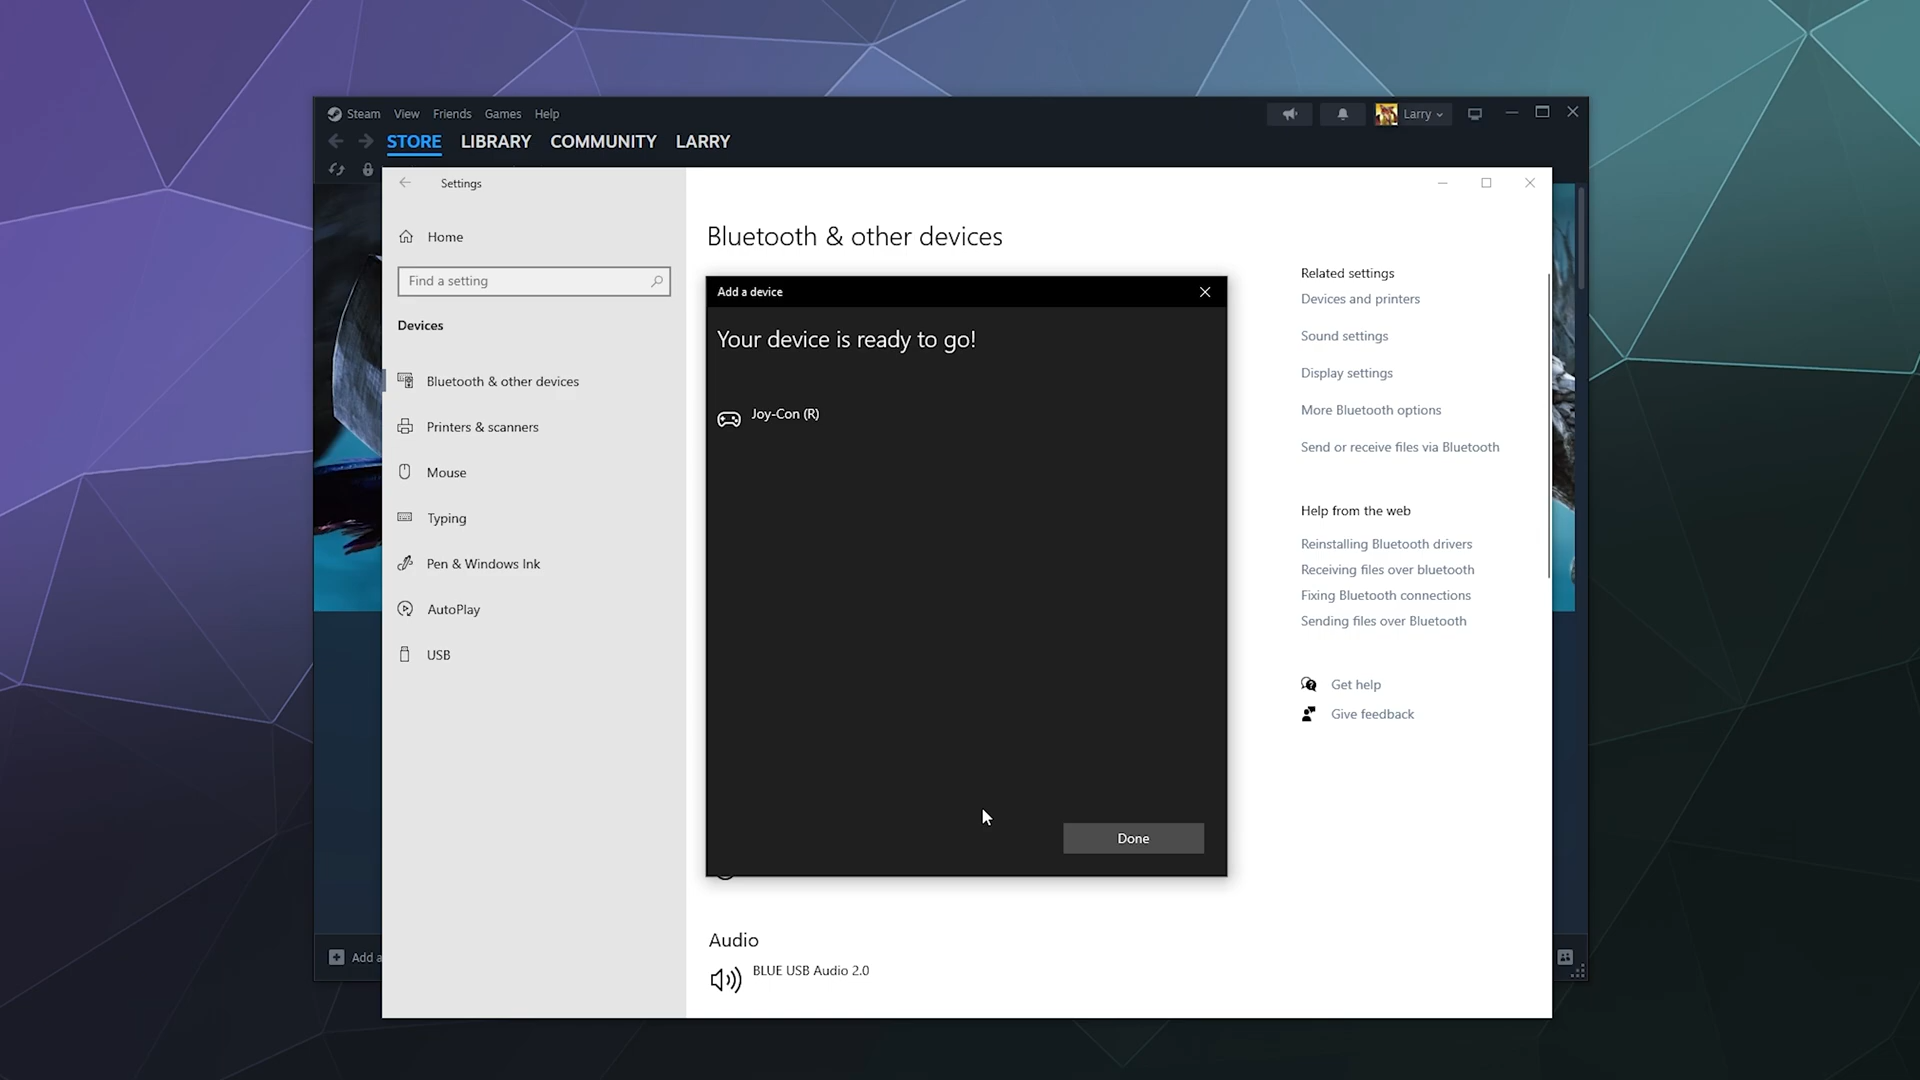 Steam View Friends Games Help
Larry
STORE LIBRARY COMMUNITY LARRY
Settings
Home
Find a setting
Devices
Bluetooth & other devices
Printers & scanners
Mouse
Typing
Pen & Windows Ink
AutoPlay
USB
Bluetooth & other devices
Add a device
Your device is ready to go!
Joy-Con (R)
Done
Audio
BLUE USB Audio 2.0
Related settings
Devices and printers
Sound settings
Display settings
More Bluetooth options
Send or receive files via Bluetooth
Help from the web
Reinstalling Bluetooth drivers
Receiving files over bluetooth
Fixing Bluetooth connections
Sending files over Bluetooth
Get help
Give feedback
Add a